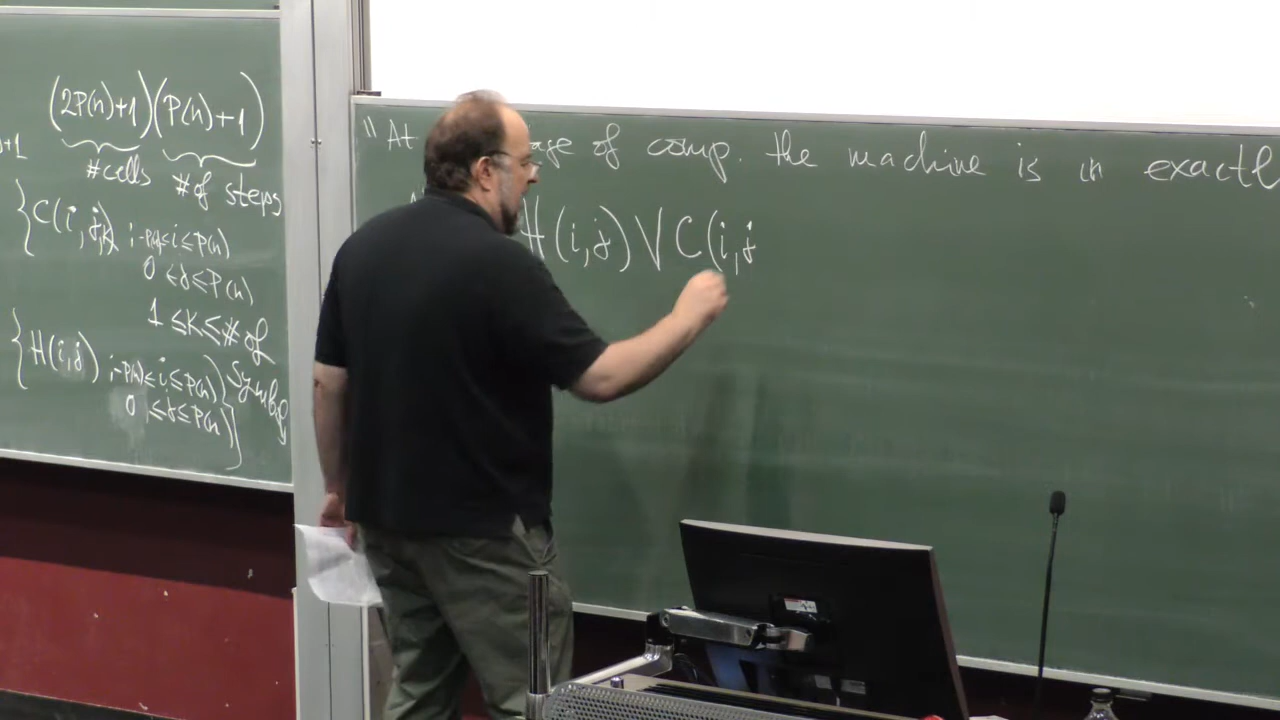 (2P(n)+1)(P(n)+1)
+1
#cells # of steps
{C(i,j,k) i-P(n)≤i≤P(n)
0≤j≤P(n)
1≤K≤# of
Symbols
{H(i,j) i-P(n)≤i≤P(n)
0≤j≤P(n)}
"At age of comp. the machine is in exactl
H(i,j) V C(i,j